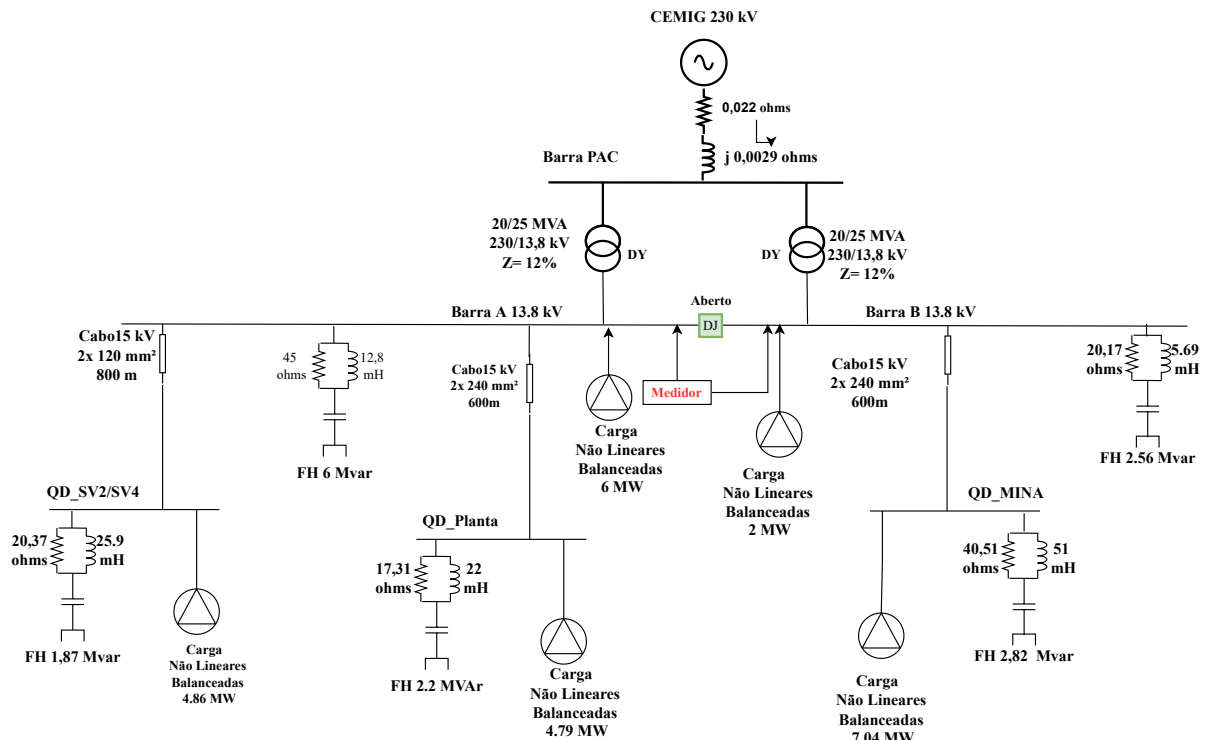 CEMIG 230 kV
0,022 ohms
j 0,0029 ohms
Barra PAC
20/25 MVA
230/13,8 kV
Z= 12%
DY
DY
20/25 MVA
230/13,8 kV
Z= 12%
Barra A 13.8 kV
Aberto
DJ
Barra B 13.8 kV
Cabo15 kV
2x 120 mm²
800 m
45
ohms
12,8
mH
FH 6 Mvar
Cabo15 kV
2x 240 mm²
600m
Carga
Não Lineares
Balanceadas
6 MW
Medidor
Carga
Não Lineares
Balanceadas
2 MW
Cabo15 kV
2x 240 mm²
600m
20,17
ohms
5.69
mH
FH 2.56 Mvar
QD_SV2/SV4
20,37
ohms
25.9
mH
FH 1,87 Mvar
Carga
Não Lineares
Balanceadas
4.86 MW
QD_Planta
17,31
ohms
22
mH
FH 2.2 MVAr
Carga
Não Lineares
Balanceadas
4.79 MW
QD_MINA
40,51
ohms
51
mH
FH 2,82 Mvar
Carga
Não Lineares
Balanceadas
7.04 MW